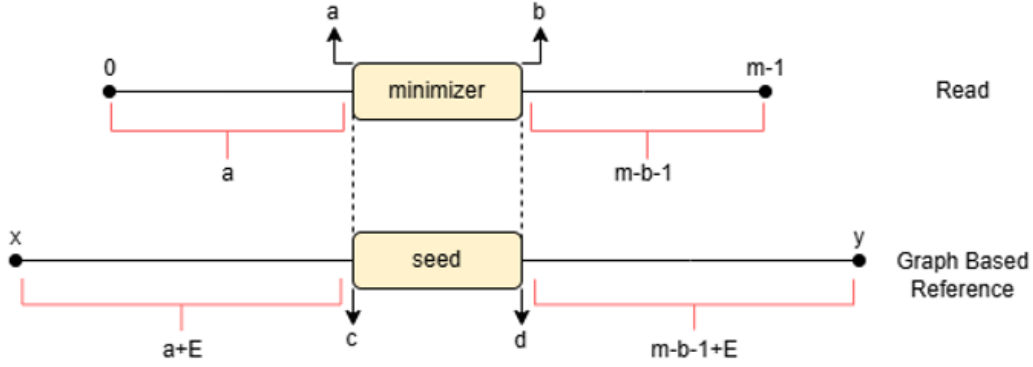 a
b
0
m-1
minimizer
Read
a
m-b-1
x
y
seed
Graph Based
Reference
c
d
a+E
m-b-1+E